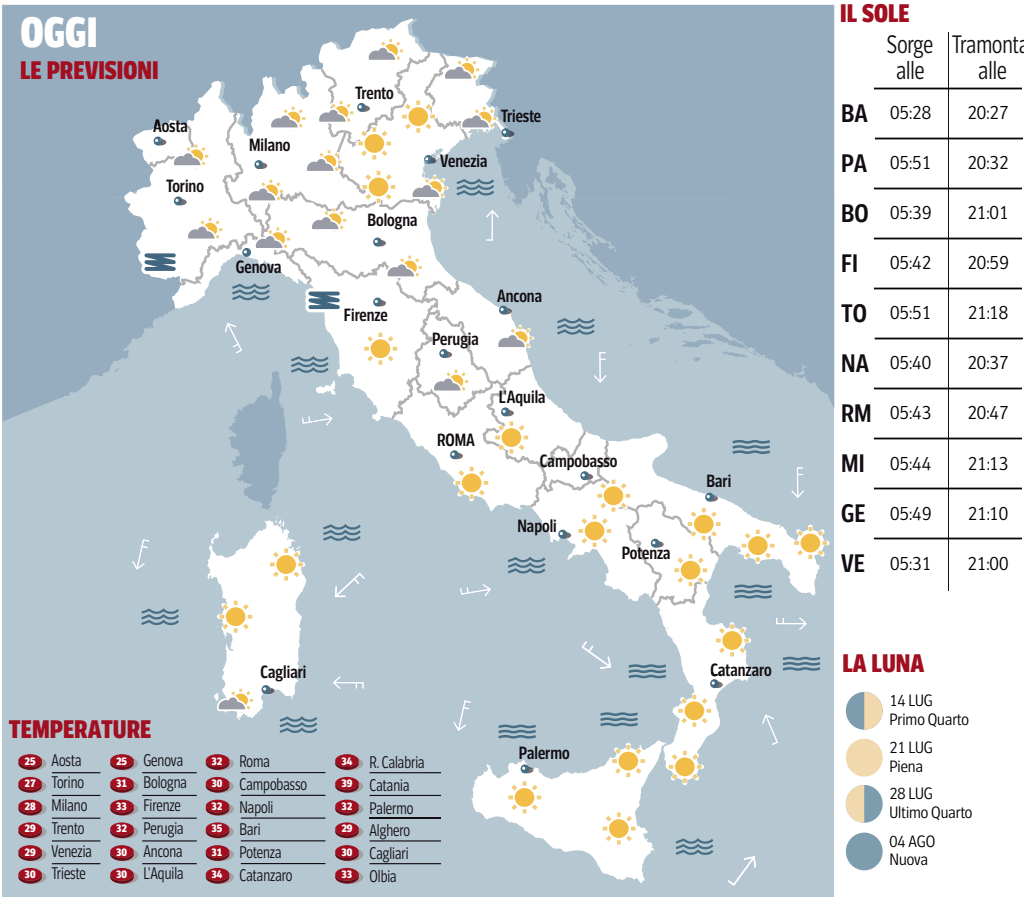 OGGI
LE PREVISIONI
Trento
Trieste
Aosta
Milano
Venezia
Torino
Bologna
Genova
Ancona
Firenze
Perugia
L'Aquila
ROMA
Campobasso
Bari
Napoli
Potenza
Cagliari
Catanzaro
Palermo
TEMPERATURE
25 Aosta
27 Torino
28 Milano
29 Trento
29 Venezia
30 Trieste
25 Genova
31 Bologna
33 Firenze
32 Perugia
30 Ancona
30 L'Aquila
32 Roma
30 Campobasso
32 Napoli
35 Bari
31 Potenza
34 Catanzaro
34 R. Calabria
39 Catania
32 Palermo
29 Alghero
30 Cagliari
33 Olbia
IL SOLE
Sorge alle Tramonta alle
BA 05:28 20:27
PA 05:51 20:32
BO 05:39 21:01
FI 05:42 20:59
TO 05:51 21:18
NA 05:40 20:37
RM 05:43 20:47
MI 05:44 21:13
GE 05:49 21:10
VE 05:31 21:00
LA LUNA
14 LUG
Primo Quarto
21 LUG
Piena
28 LUG
Ultimo Quarto
04 AGO
Nuova